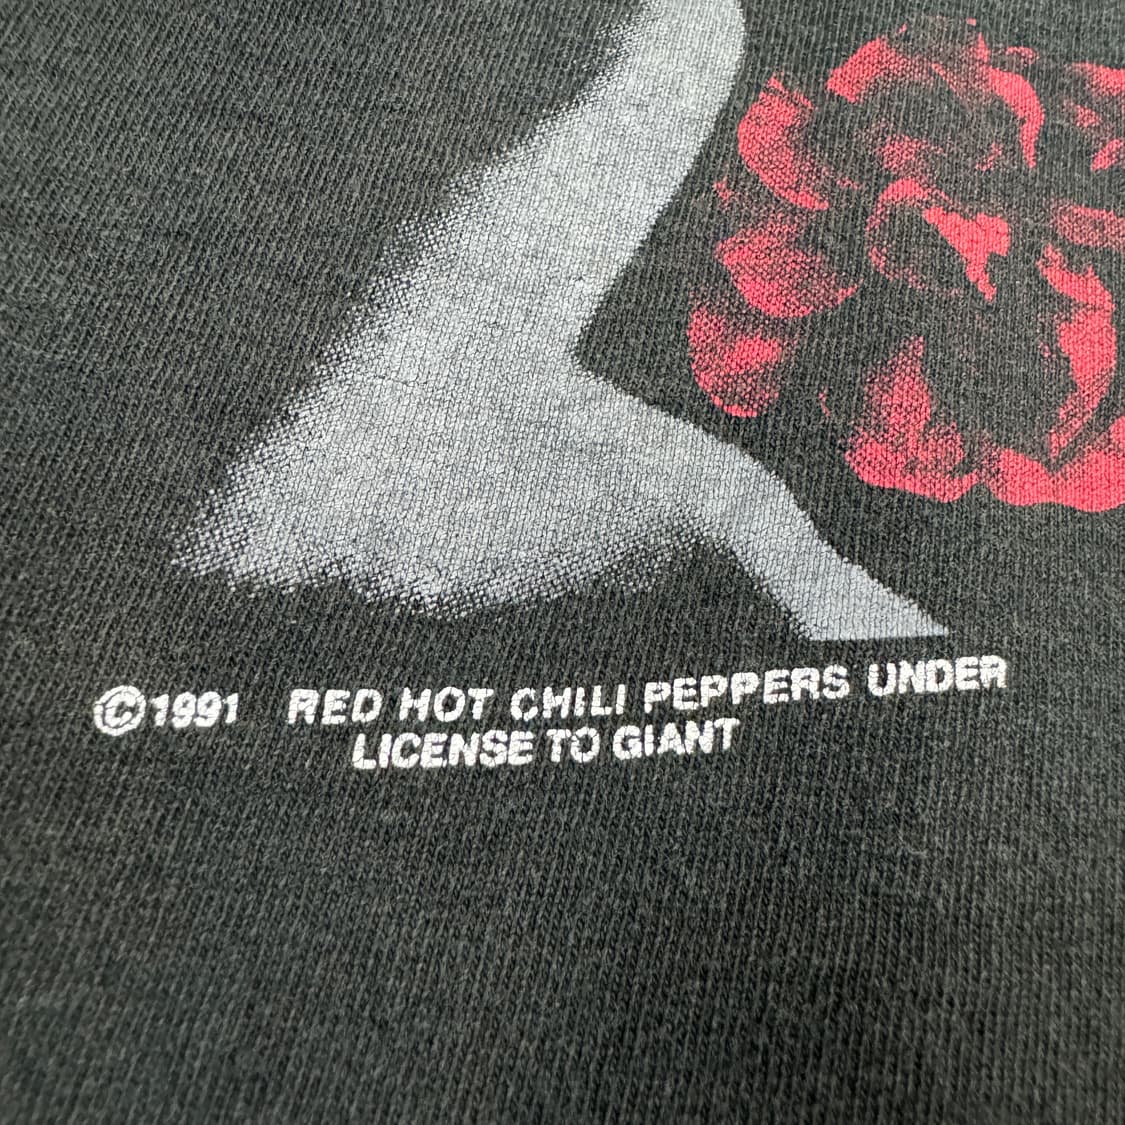 ©1991 RED HOT CHILI PEPPERS UNDER
LICENSE TO GIANT